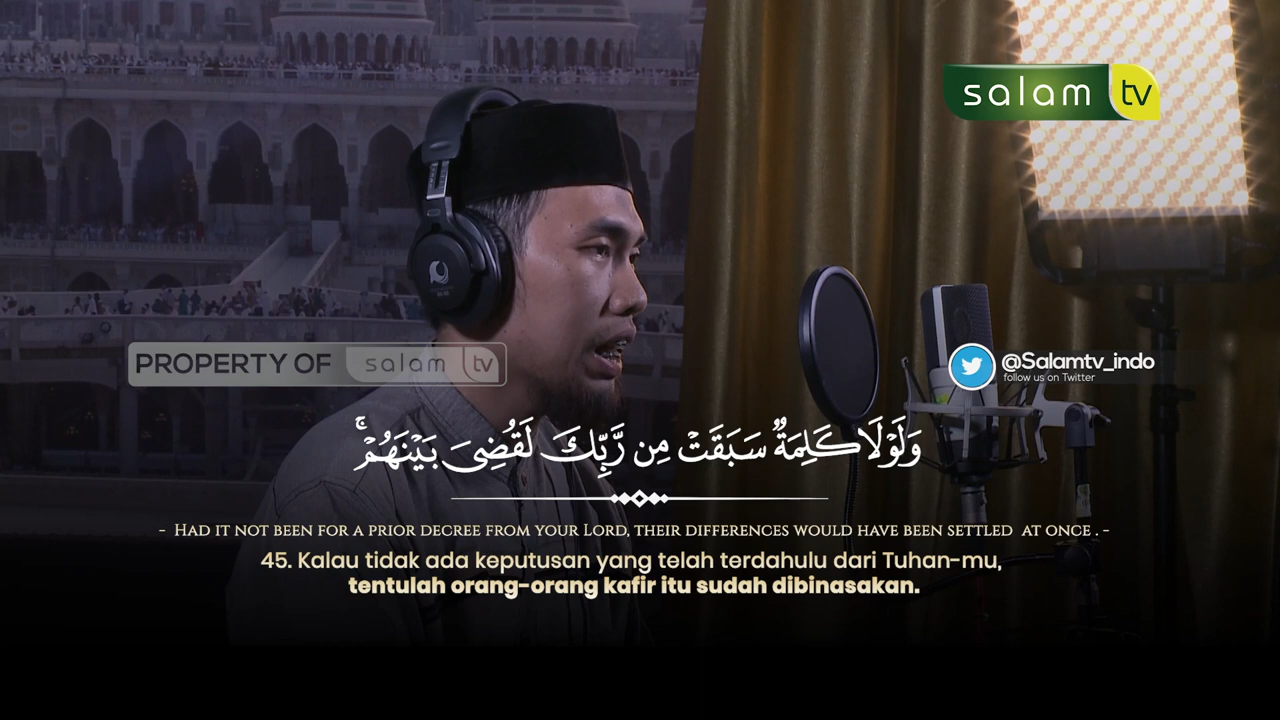 salam tv
PROPERTY OF salam tv
@Salamtv_indo
follow us on Twitter
وَلَوْلَا كَلِمَةٌ سَبَقَتْ مِن رَّبِّكَ لَقُضِىَ بَيْنَهُمْ ۚ
- HAD IT NOT BEEN FOR A PRIOR DECREE FROM YOUR LORD, THEIR DIFFERENCES WOULD HAVE BEEN SETTLED AT ONCE . -
45. Kalau tidak ada keputusan yang telah terdahulu dari Tuhan-mu,
tentulah orang-orang kafir itu sudah dibinasakan.